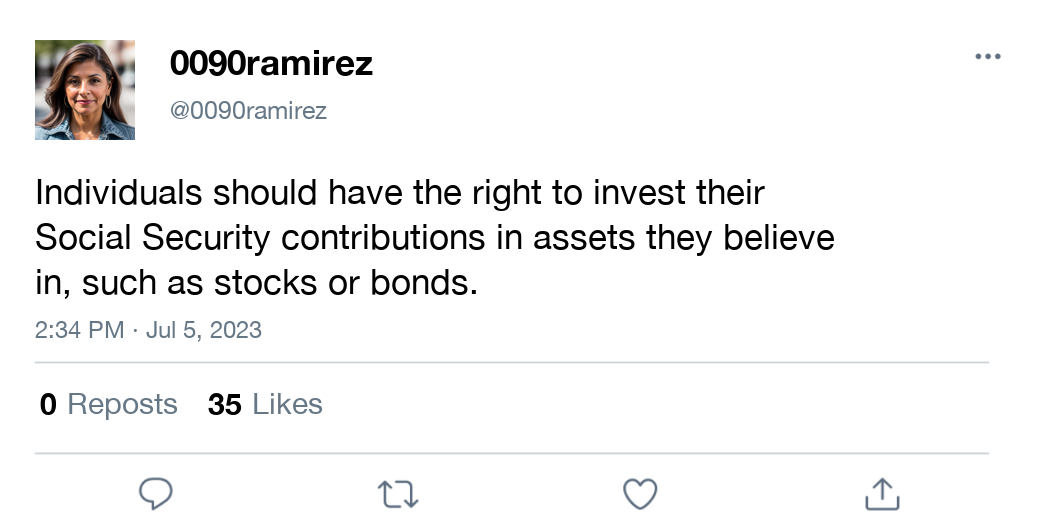 0090ramirez
@0090ramirez
Individuals should have the right to invest their
Social Security contributions in assets they believe
in, such as stocks or bonds.
2:34 PM · Jul 5, 2023
0 Reposts 35 Likes